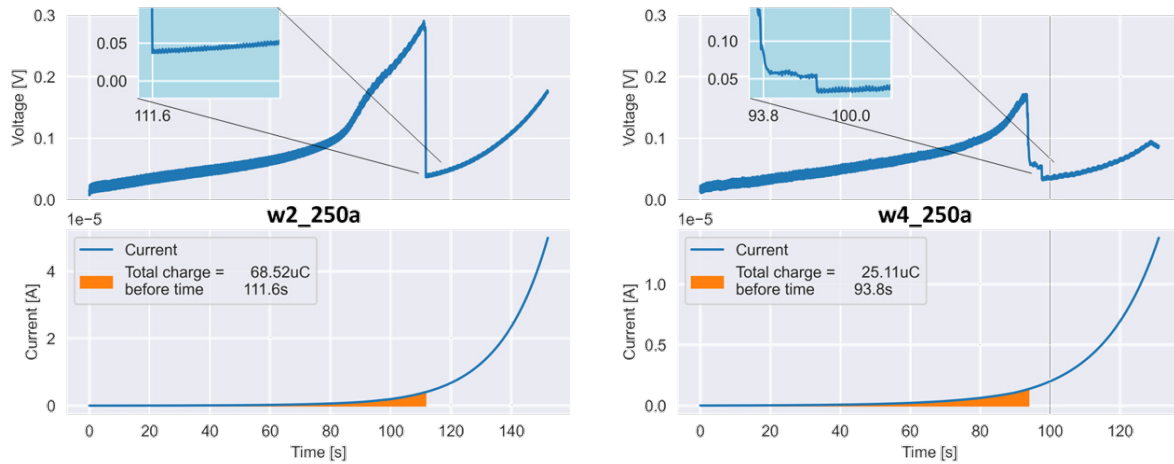 0.3
0.2
0.1
0.0
Voltage [V]
0.05
0.00
111.6
1e−5
w2_250a
4
2
0
Current [A]
Current
Total charge = 68.52uC
before time 111.6s
0 20 40 60 80 100 120 140
Time [s]
0.3
0.2
0.1
0.0
Voltage [V]
0.10
0.05
93.8 100.0
1e−5
w4_250a
1.0
0.5
0.0
Current [A]
Current
Total charge = 25.11uC
before time 93.8s
0 20 40 60 80 100 120
Time [s]